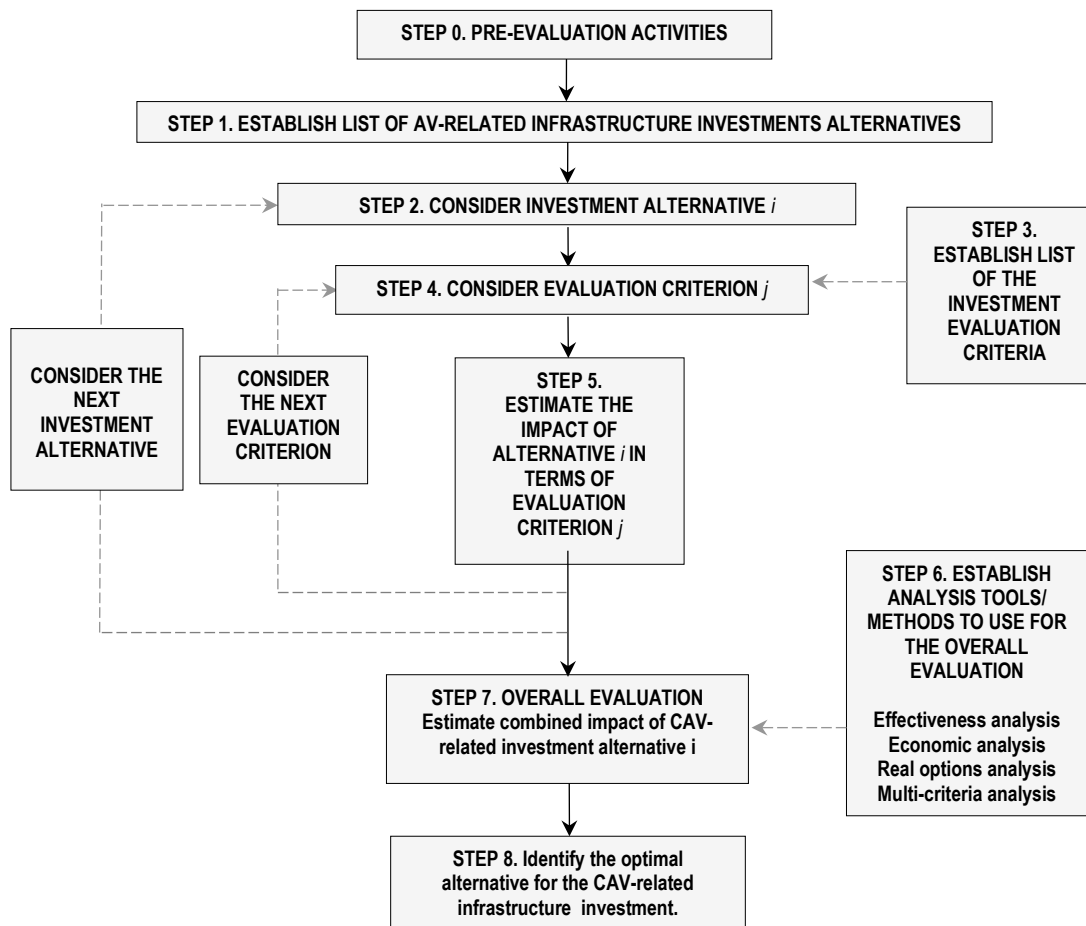 STEP 0. PRE-EVALUATION ACTIVITIES
STEP 1. ESTABLISH LIST OF AV-RELATED INFRASTRUCTURE INVESTMENTS ALTERNATIVES
STEP 2. CONSIDER INVESTMENT ALTERNATIVE i
STEP 3.
ESTABLISH LIST
OF THE
INVESTMENT
EVALUATION
CRITERIA
STEP 4. CONSIDER EVALUATION CRITERION j
CONSIDER THE
NEXT
INVESTMENT
ALTERNATIVE
CONSIDER
THE NEXT
EVALUATION
CRITERION
STEP 5.
ESTIMATE THE
IMPACT OF
ALTERNATIVE i IN
TERMS OF
EVALUATION
CRITERION j
STEP 6. ESTABLISH
ANALYSIS TOOLS/
METHODS TO USE FOR
THE OVERALL
EVALUATION
Effectiveness analysis
Economic analysis
Real options analysis
Multi-criteria analysis
STEP 7. OVERALL EVALUATION
Estimate combined impact of CAV-
related investment alternative i
STEP 8. Identify the optimal
alternative for the CAV-related
infrastructure investment.